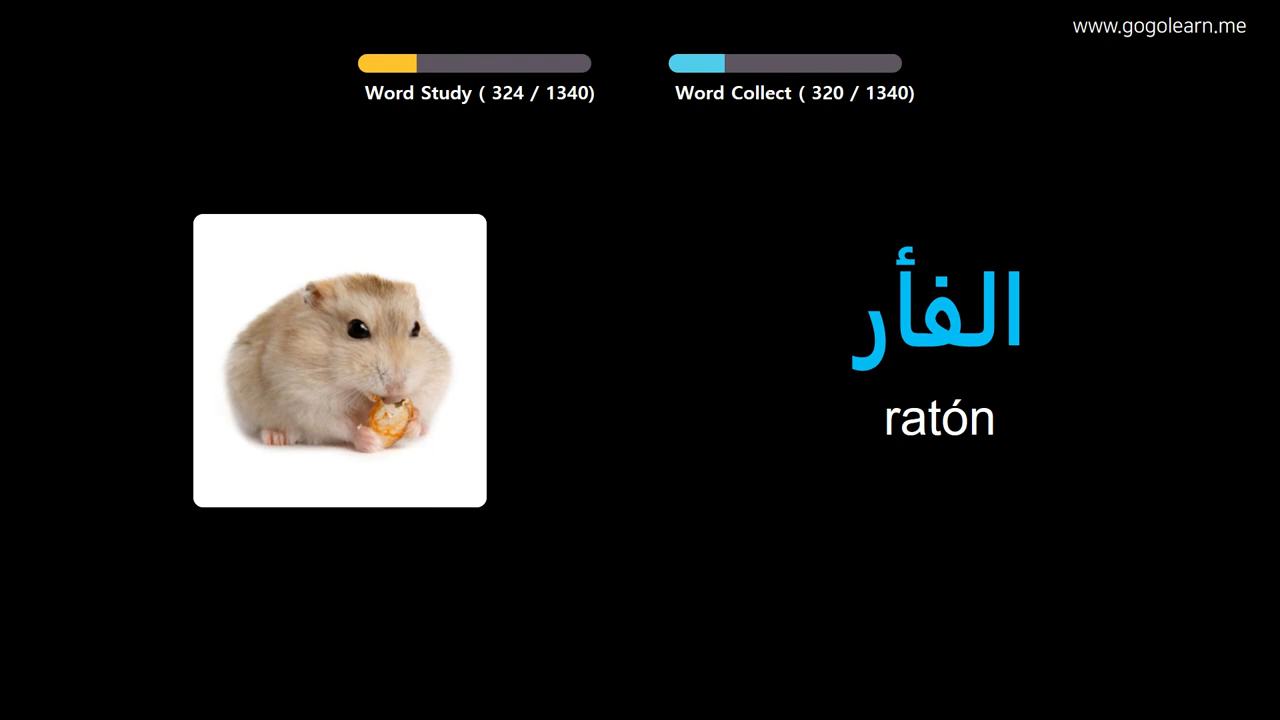 www.gogolearn.me
Word Study ( 324 / 1340)
Word Collect ( 320 / 1340)
الفأر
ratón